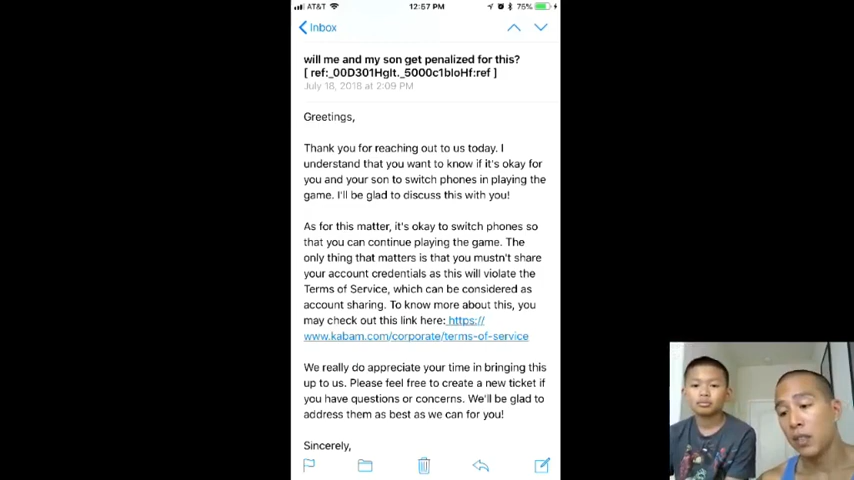 AT&T 12:57 PM 75%
Inbox
will me and my son get penalized for this?
[ ref:_00D301HgIt._5000c1bIoHf:ref ]
July 18, 2018 at 2:09 PM
Greetings,
Thank you for reaching out to us today. I
understand that you want to know if it's okay for
you and your son to switch phones in playing the
game. I'll be glad to discuss this with you!
As for this matter, it's okay to switch phones so
that you can continue playing the game. The
only thing that matters is that you mustn't share
your account credentials as this will violate the
Terms of Service, which can be considered as
account sharing. To know more about this, you
may check out this link here: https://
www.kabam.com/corporate/terms-of-service
We really do appreciate your time in bringing this
up to us. Please feel free to create a new ticket if
you have questions or concerns. We'll be glad to
address them as best as we can for you!
Sincerely,